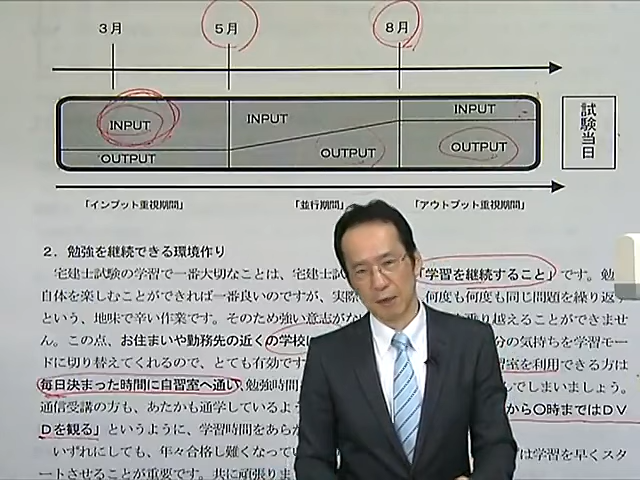 3月 5月 8月
INPUT INPUT INPUT
OUTPUT OUTPUT OUTPUT
試験当日
「インプット重視期間」 「並行期間」 「アウトプット重視期間」
2. 勉強を継続できる環境作り
宅建士試験の学習で一番大切なことは、宅建士試 「学習を継続すること」です。勉
自体を楽しむことができれば一番良いのですが、実際 何度も何度も同じ問題を繰り返
という、地味で辛い作業です。そのため強い意志がな を乗り越えることができませ
ん。この点、お住まいや勤務先の近くの学校 分の気持ちを学習モー
ドに切り替えてくれるので、とても有効です 習室を利用できる方は
毎日決まった時間に自習室へ通い、勉強時間 んでしまいましょう。
通信受講の方も、あたかも通学しているよう から〇時まではDV
Dを観る」というように、学習時間をあらか
いずれにしても、年々合格し難くなってい は学習を早くスタ
ートさせることが重要です。共に頑張りま